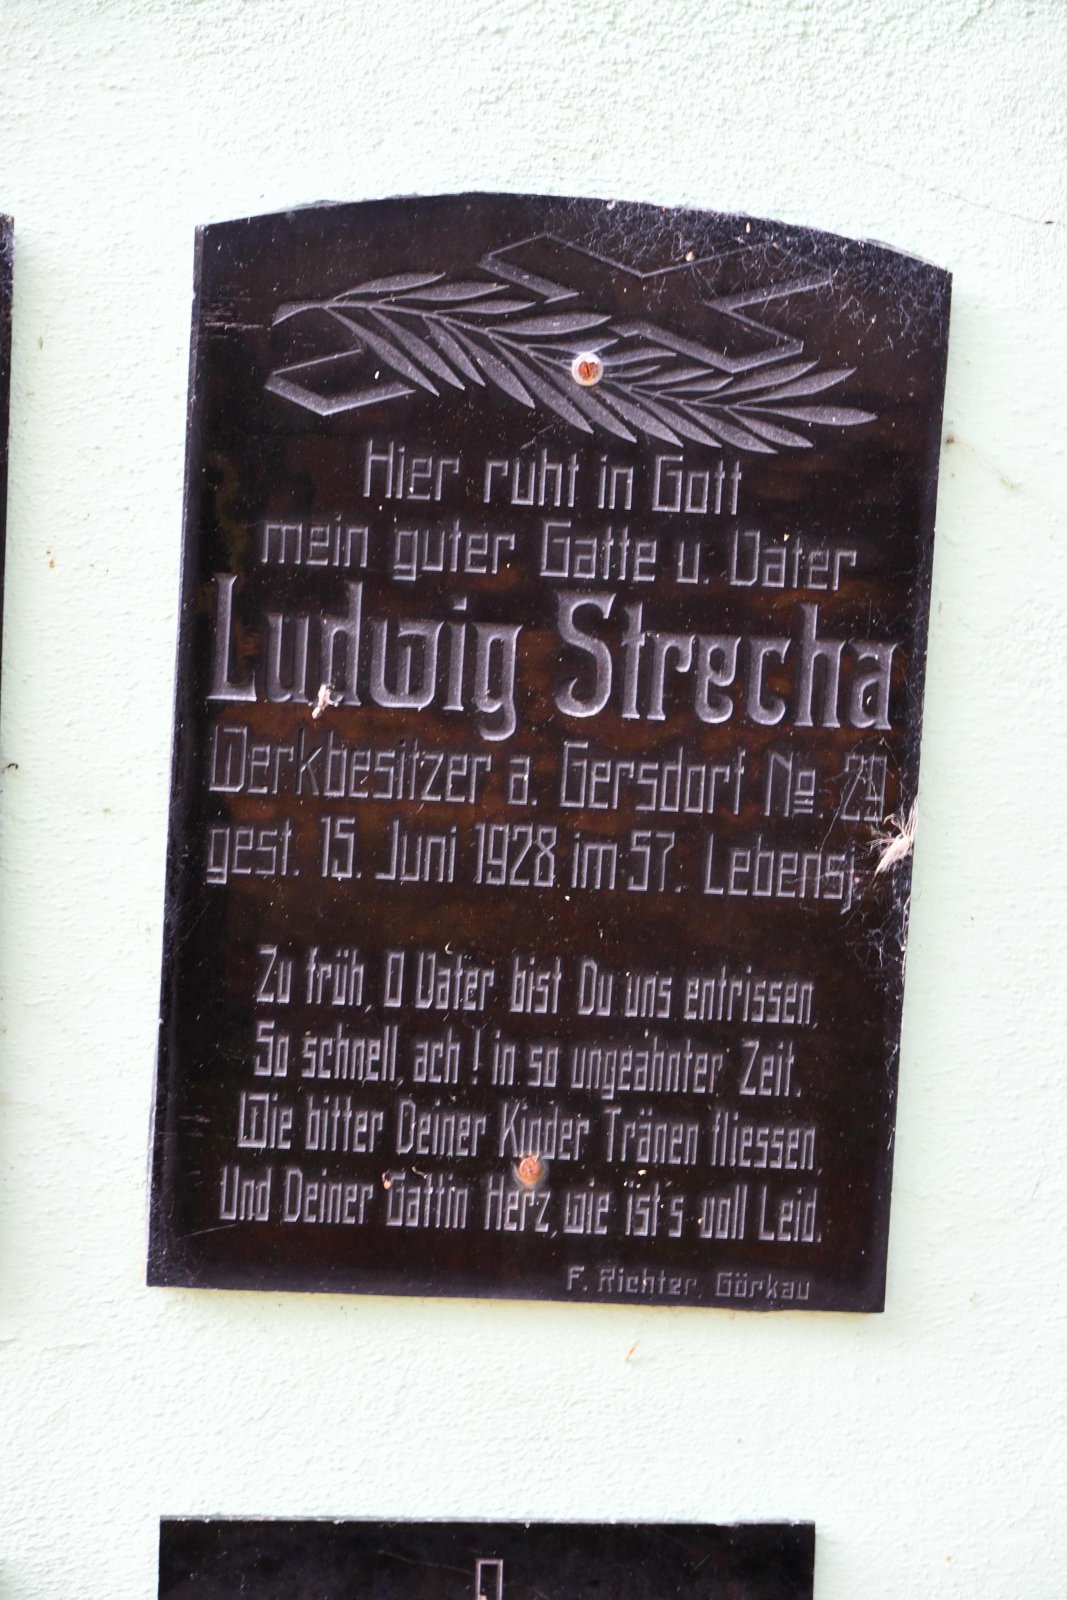 Hier ruht in Gott
mein guter Gatte u. Vater
Ludwig Strecha
Werkbesitzer a. Gersdorf No. 29
gest. 15. Juni 1928 im 57. Lebensj.
Zu früh, O Vater bist Du uns entrissen,
So schnell, ach! in so ungeahnter Zeit.
Wie bitter Deiner Kinder Tränen fliessen,
Und Deiner Gattin Herz, wie ist's voll Leid.
F. Richter, Görkau